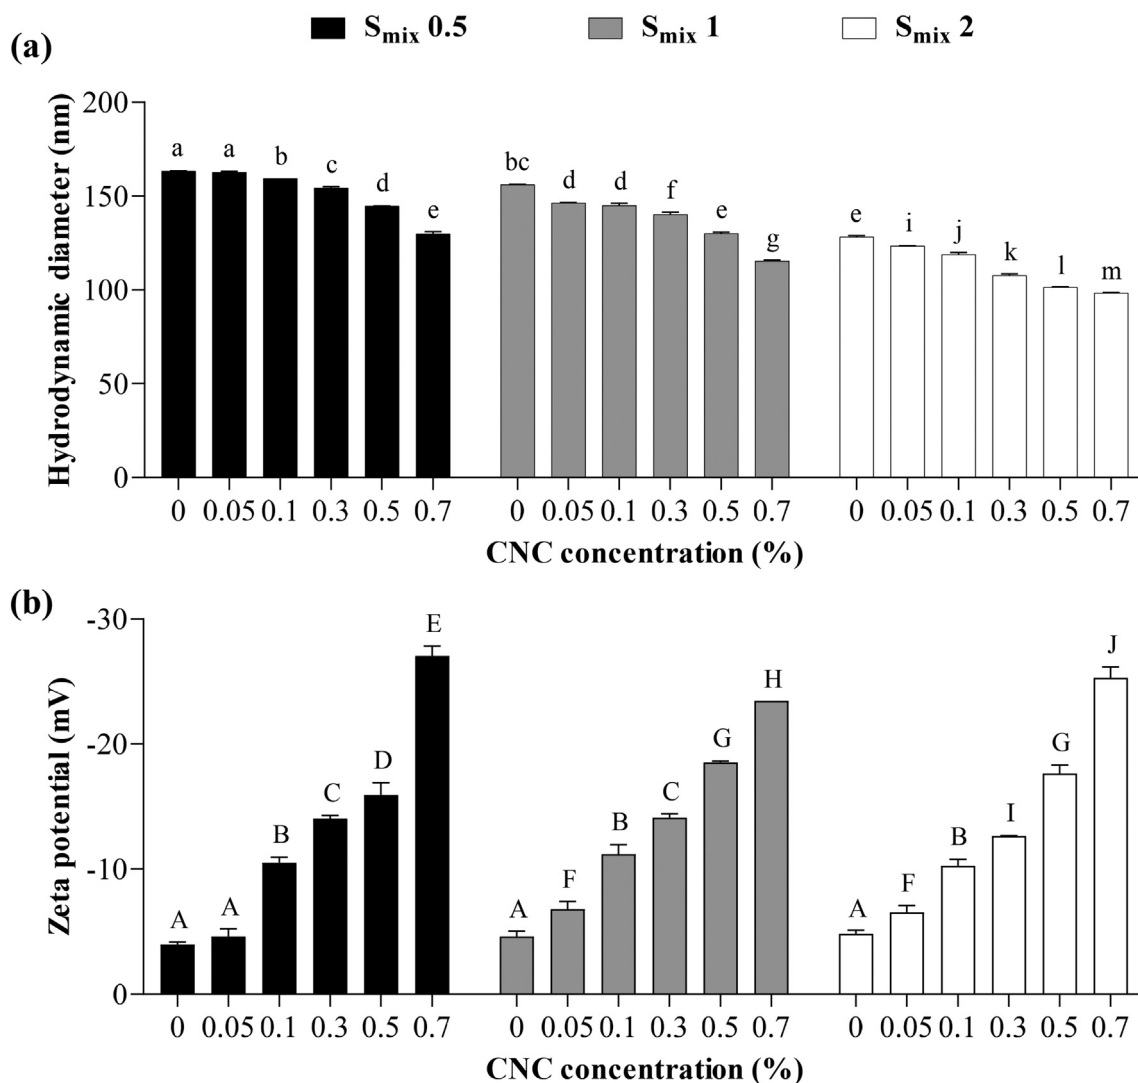 (a)
Smix 0.5 Smix 1 Smix 2
Hydrodynamic diameter (nm)
200
150
100
50
0
a a b c d e bc d d f e g e i j k l m
0 0.05 0.1 0.3 0.5 0.7 0 0.05 0.1 0.3 0.5 0.7 0 0.05 0.1 0.3 0.5 0.7
CNC concentration (%)
(b)
Zeta potential (mV)
-30
-20
-10
0
A A B C D E A F B C G H A F B I G J
0 0.05 0.1 0.3 0.5 0.7 0 0.05 0.1 0.3 0.5 0.7 0 0.05 0.1 0.3 0.5 0.7
CNC concentration (%)